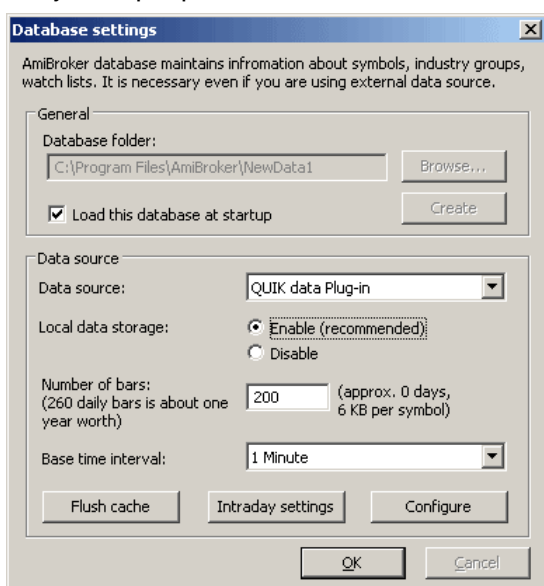 Database settings
AmiBroker database maintains infromation about symbols, industry groups,
watch lists. It is necessary even if you are using external data source.
General
Database folder:
C:\Program Files\AmiBroker\NewData1
Browse...
Load this database at startup
Create
Data source
Data source:
QUIK data Plug-in
Local data storage:
Enable (recommended)
Disable
Number of bars:
(260 daily bars is about one
year worth)
200
(approx. 0 days,
6 KB per symbol)
Base time interval:
1 Minute
Flush cache
Intraday settings
Configure
OK
Cancel